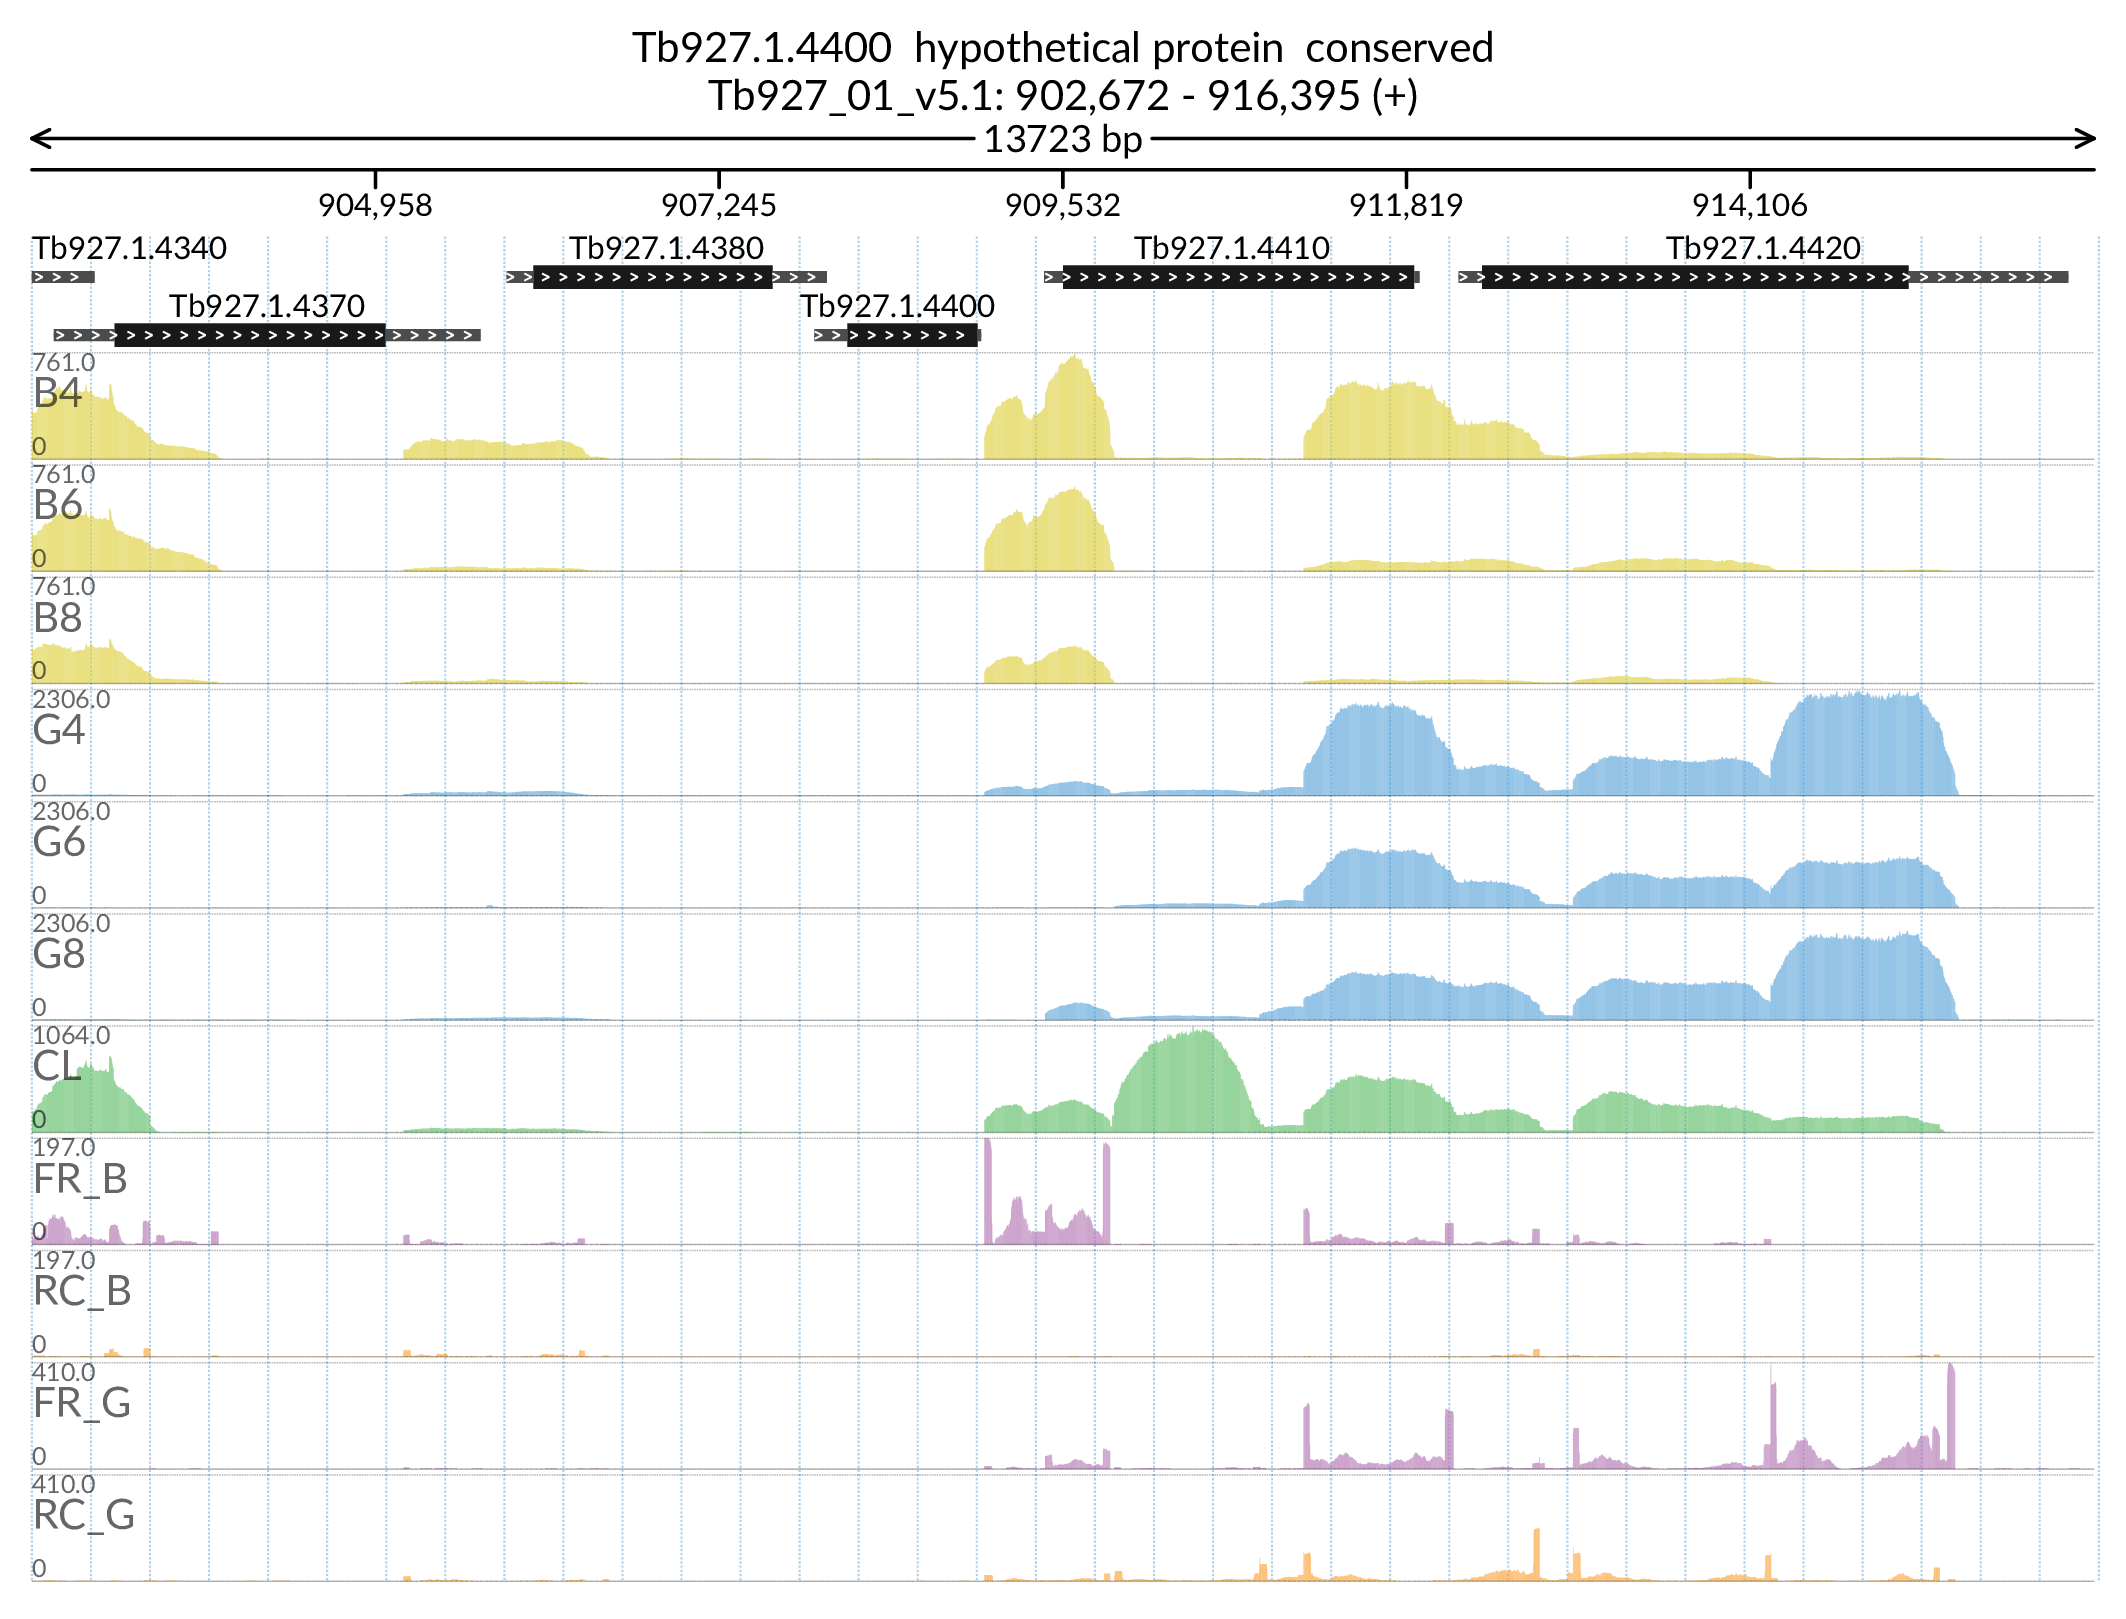 Tb927.1.4400  hypothetical protein  conserved
Tb927_01_v5.1: 902,672 - 916,395 (+)
13723 bp
904,958 907,245 909,532 911,819 914,106
Tb927.1.4340 Tb927.1.4380 Tb927.1.4410 Tb927.1.4420
Tb927.1.4370 Tb927.1.4400
761.0
B4
0
761.0
B6
0
761.0
B8
0
2306.0
G4
0
2306.0
G6
0
2306.0
G8
0
1064.0
CL
0
197.0
FR_B
0
197.0
RC_B
0
410.0
FR_G
0
410.0
RC_G
0